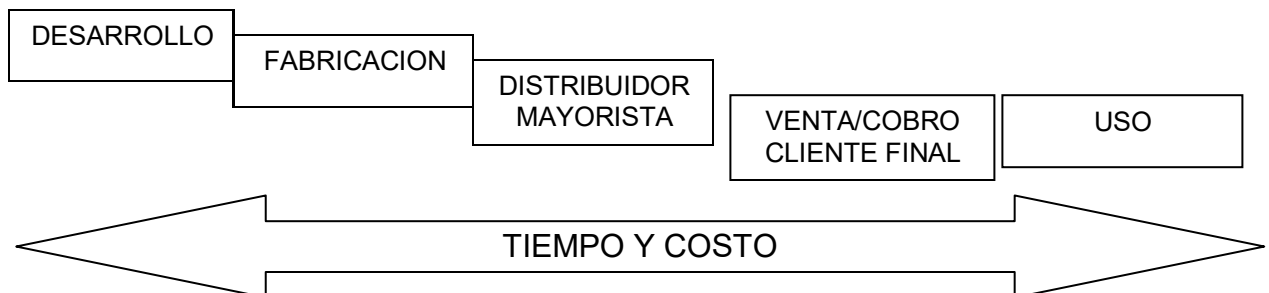 DESARROLLO
FABRICACION
DISTRIBUIDOR
MAYORISTA
VENTA/COBRO
CLIENTE FINAL
USO
TIEMPO Y COSTO